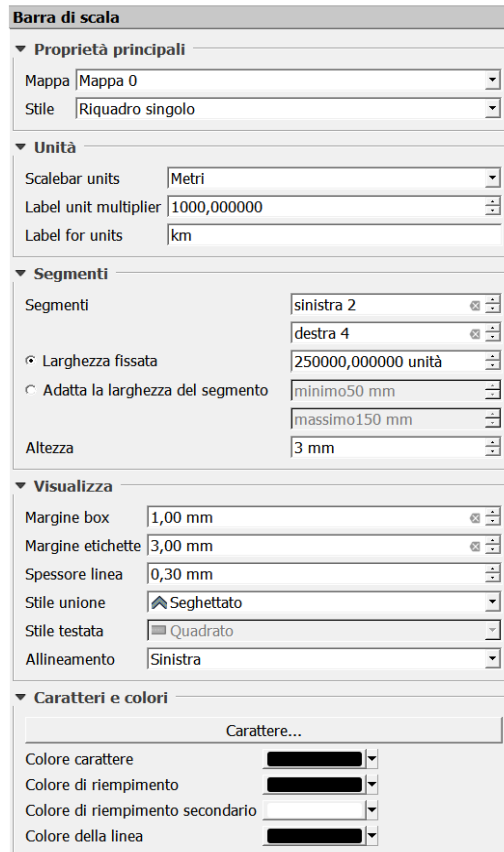 Barra di scala
Proprietà principali
Mappa Mappa 0
Stile Riquadro singolo
Unità
Scalebar units Metri
Label unit multiplier 1000,000000
Label for units km
Segmenti
Segmenti sinistra 2
destra 4
Larghezza fissata 250000,000000 unità
Adatta la larghezza del segmento minimo50 mm
massimo150 mm
Altezza 3 mm
Visualizza
Margine box 1,00 mm
Margine etichette 3,00 mm
Spessore linea 0,30 mm
Stile unione Seghettato
Stile testata Quadrato
Allineamento Sinistra
Caratteri e colori
Carattere...
Colore carattere
Colore di riempimento
Colore di riempimento secondario
Colore della linea